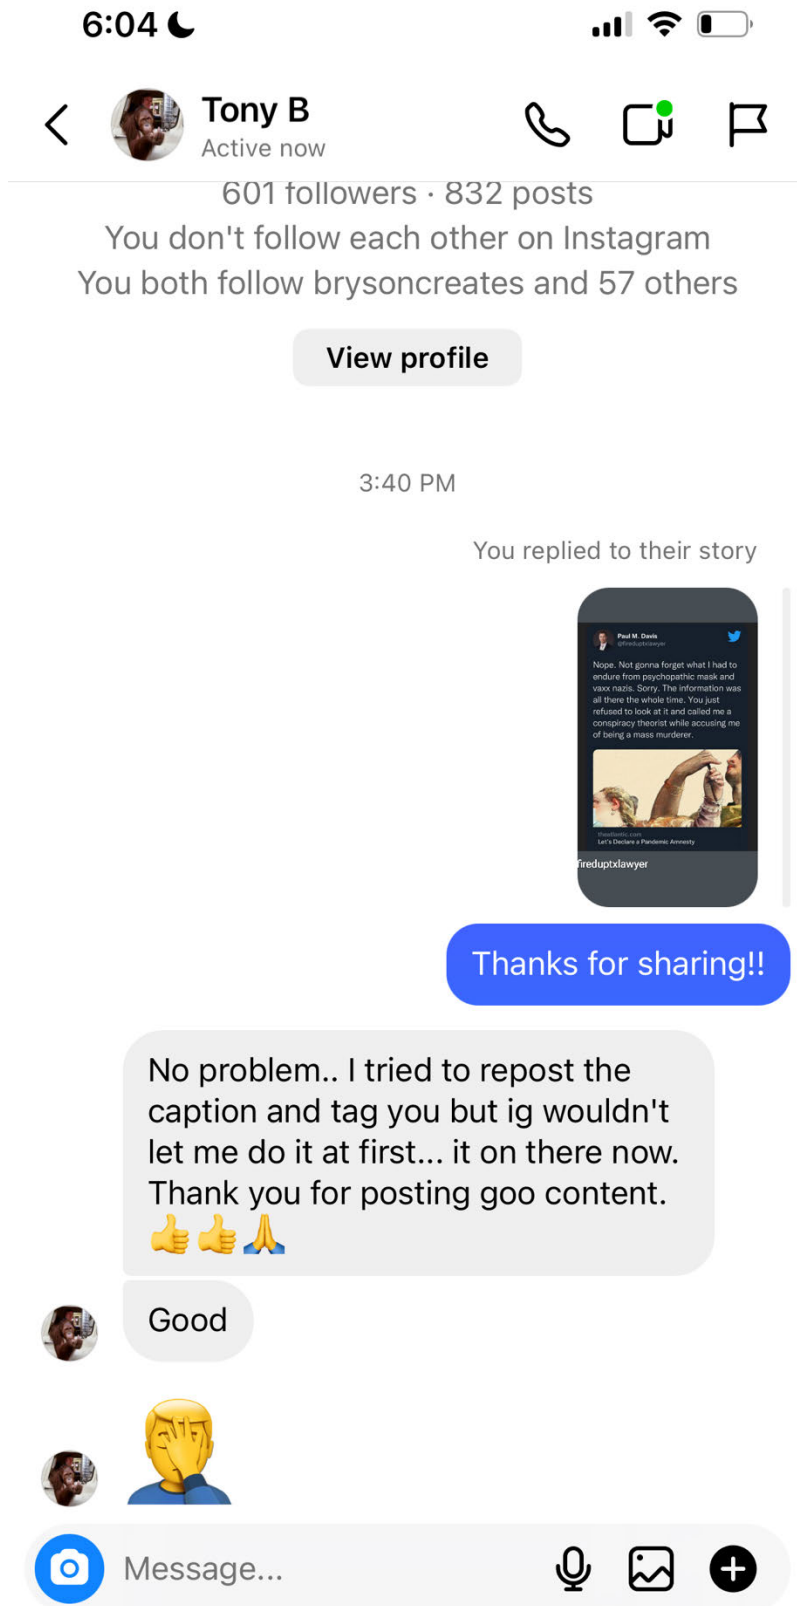 6:04
Tony B
Active now
601 followers · 832 posts
You don't follow each other on Instagram
You both follow brysoncreates and 57 others
View profile
3:40 PM
You replied to their story
Paul M. Davis
@fireduptxlawyer
Nope. Not gonna forget what I had to
endure from psychopathic mask and
vaxx nazis. Sorry. The information was
all there the whole time. You just
refused to look at it and called me a
conspiracy theorist while accusing me
of being a mass murderer.
theatlantic.com
Let's Declare a Pandemic Amnesty
fireduptxlawyer
Thanks for sharing!!
No problem.. I tried to repost the
caption and tag you but ig wouldn't
let me do it at first... it on there now.
Thank you for posting goo content.
👍👍🙏
Good
🤦‍♂️
Message...